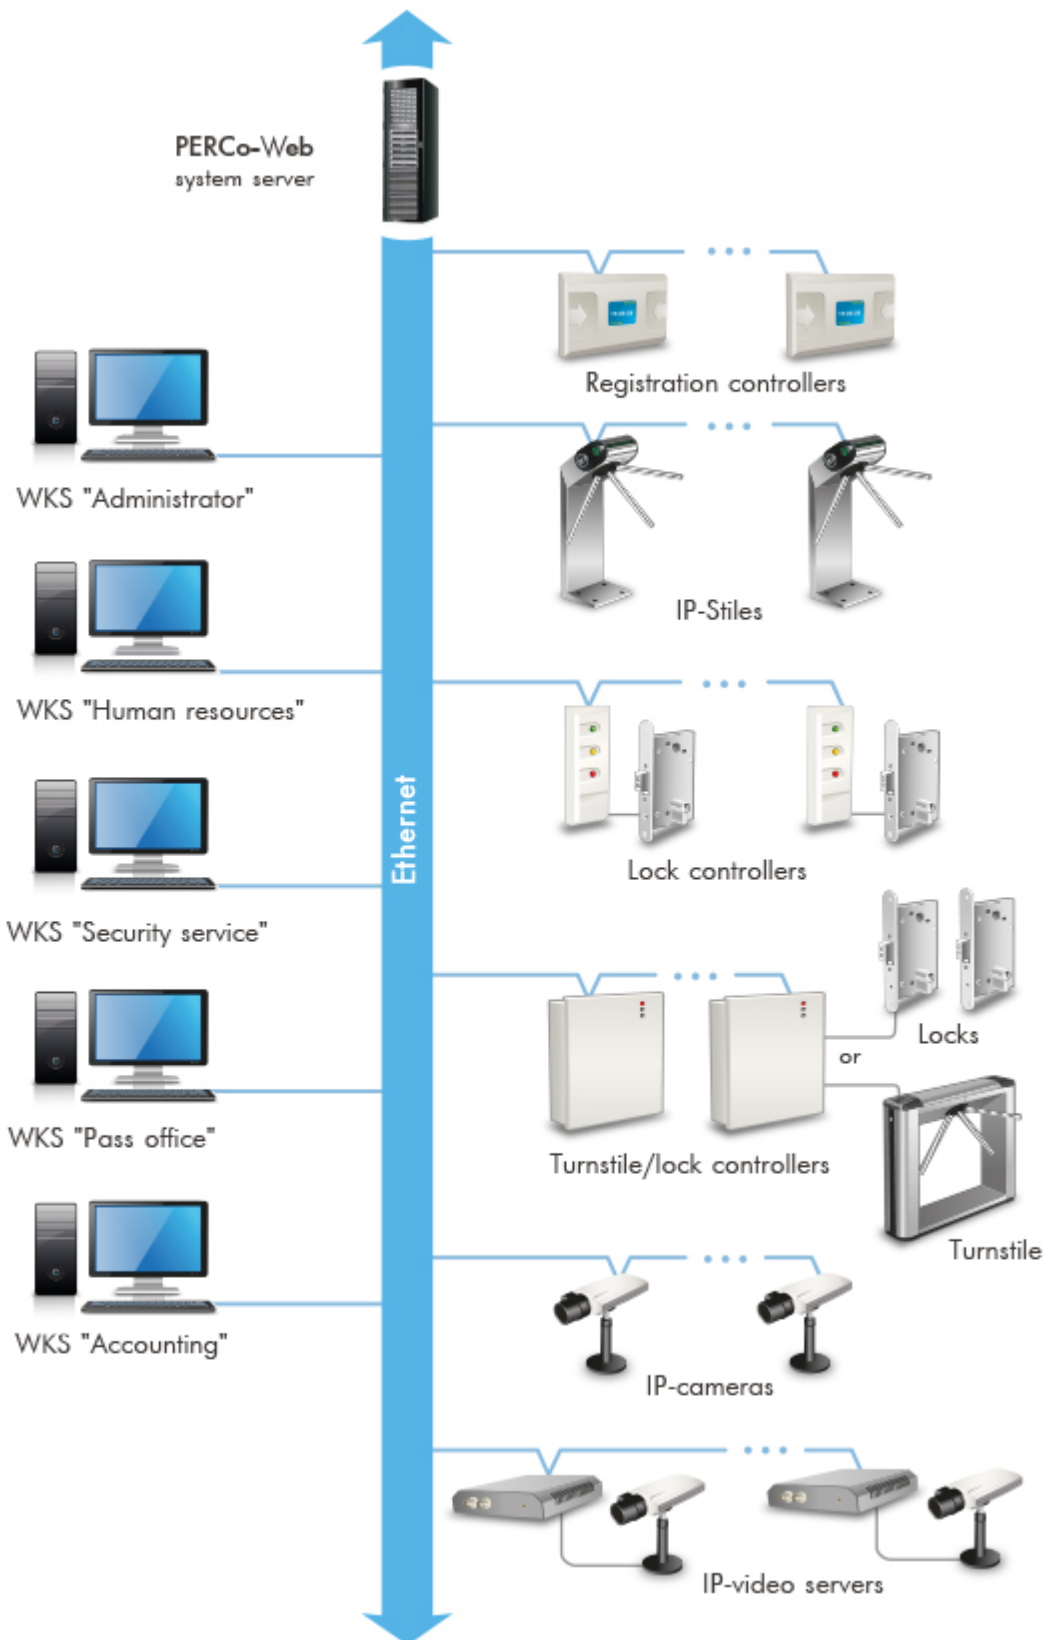 PERCo-Web
system server
Registration controllers
WKS "Administrator"
IP-Stiles
WKS "Human resources"
Ethernet
Lock controllers
WKS "Security service"
Locks
or
WKS "Pass office"
Turnstile/lock controllers
Turnstile
WKS "Accounting"
IP-cameras
IP-video servers